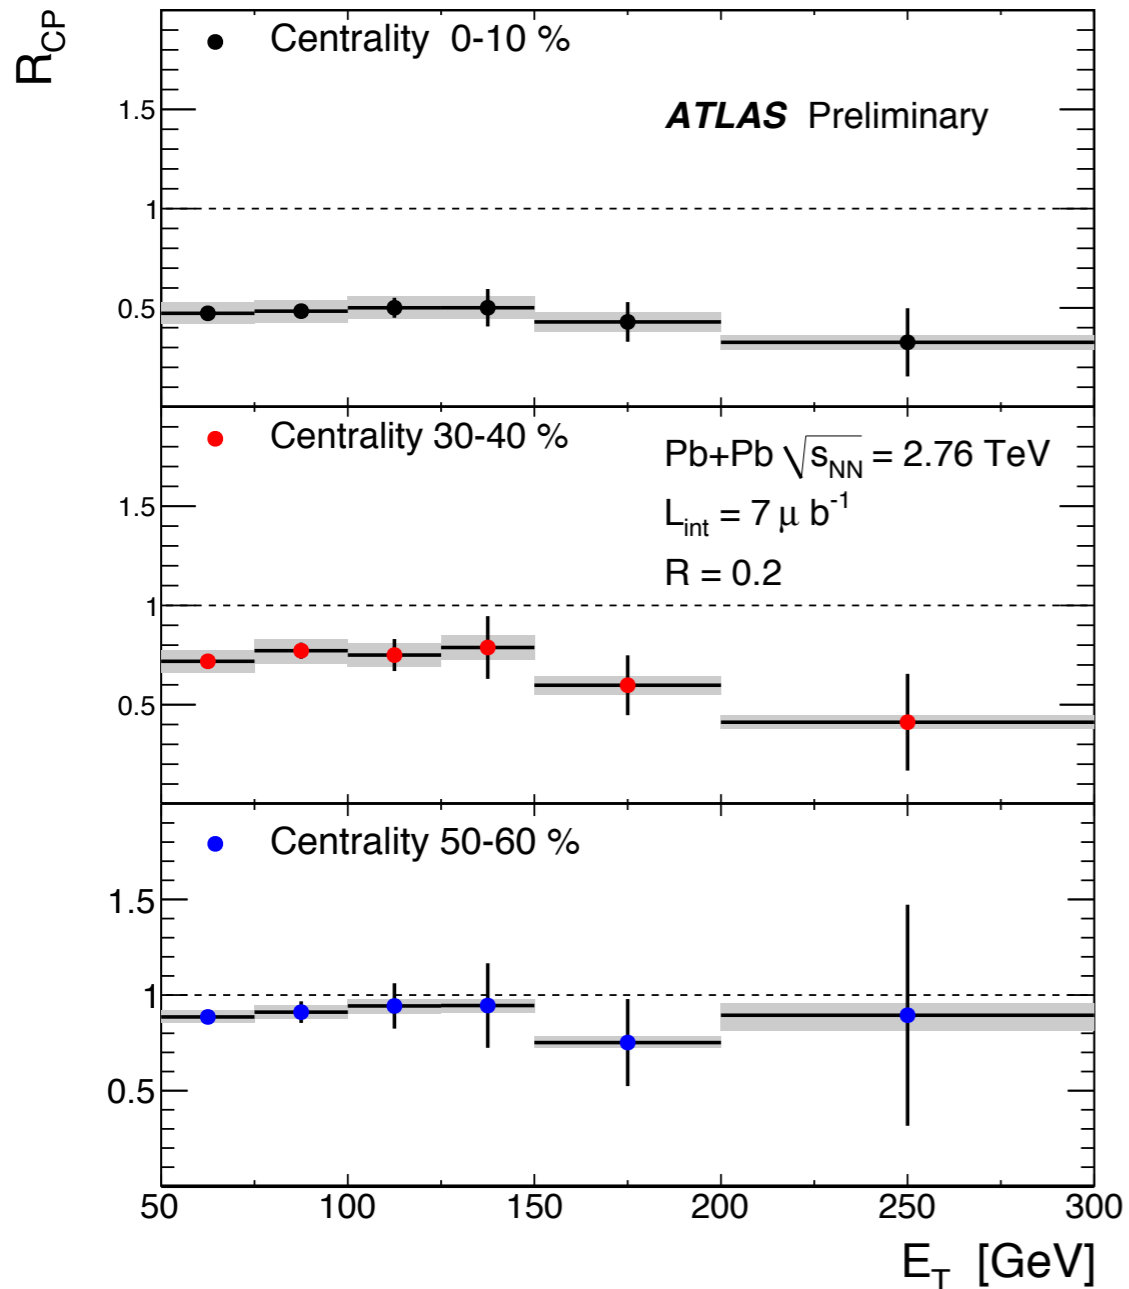 R_CP
Centrality 0-10 %
ATLAS Preliminary
1.5
1
0.5
Centrality 30-40 %
Pb+Pb √s_NN = 2.76 TeV
L_int = 7 μ b^-1
R = 0.2
1.5
1
0.5
Centrality 50-60 %
1.5
1
0.5
50 100 150 200 250 300
E_T [GeV]